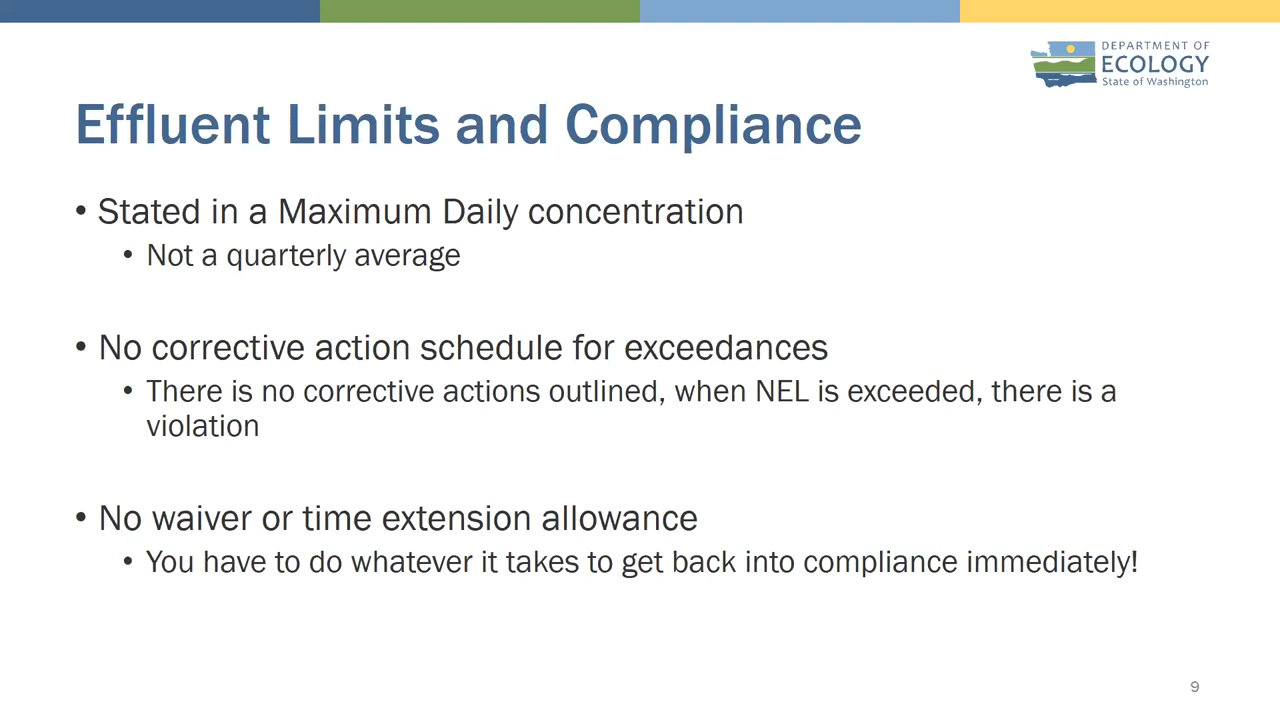 DEPARTMENT OF
ECOLOGY
State of Washington
Effluent Limits and Compliance
• Stated in a Maximum Daily concentration
• Not a quarterly average
• No corrective action schedule for exceedances
• There is no corrective actions outlined, when NEL is exceeded, there is a
violation
• No waiver or time extension allowance
• You have to do whatever it takes to get back into compliance immediately!
9